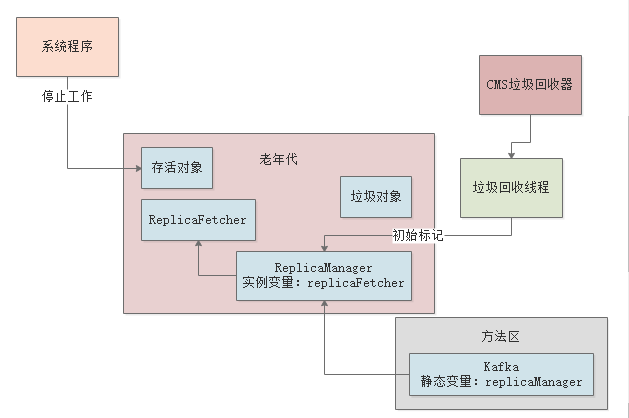 系统程序
停止工作
CMS垃圾回收器
老年代
存活对象
垃圾对象
垃圾回收线程
ReplicaFetcher
初始标记
ReplicaManager
实例变量：replicaFetcher
方法区
Kafka
静态变量：replicaManager